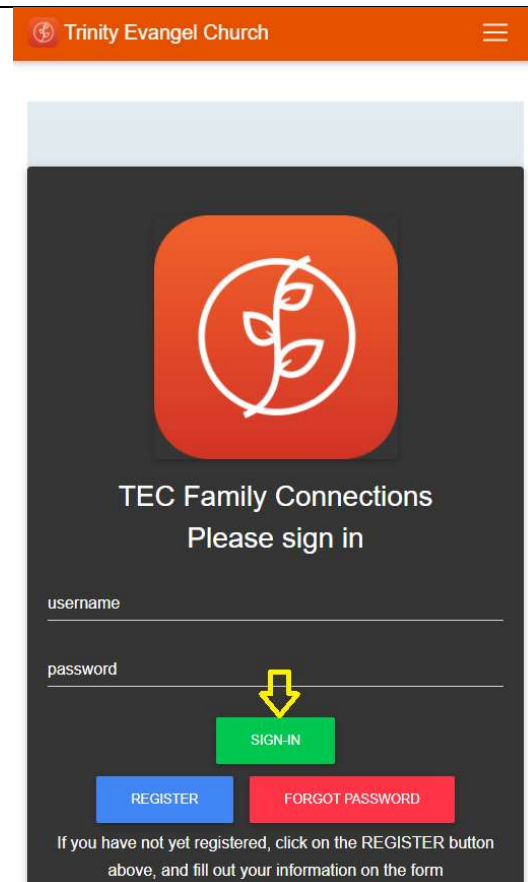 Trinity Evangel Church
TEC Family Connections
Please sign in
username
password
SIGN-IN
REGISTER FORGOT PASSWORD
If you have not yet registered, click on the REGISTER button
above, and fill out your information on the form